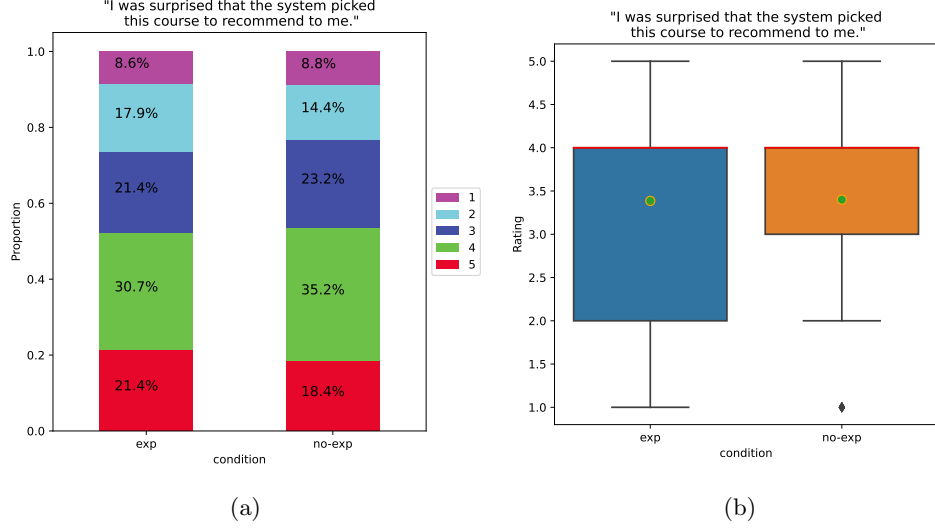 "I was surprised that the system picked
this course to recommend to me."
1.0
0.8
0.6
0.4
0.2
0.0
Proportion
8.6%
17.9%
21.4%
30.7%
21.4%
8.8%
14.4%
23.2%
35.2%
18.4%
exp
no-exp
condition
1
2
3
4
5
(a)
"I was surprised that the system picked
this course to recommend to me."
5.0
4.5
4.0
3.5
3.0
2.5
2.0
1.5
1.0
Rating
exp
no-exp
condition
(b)